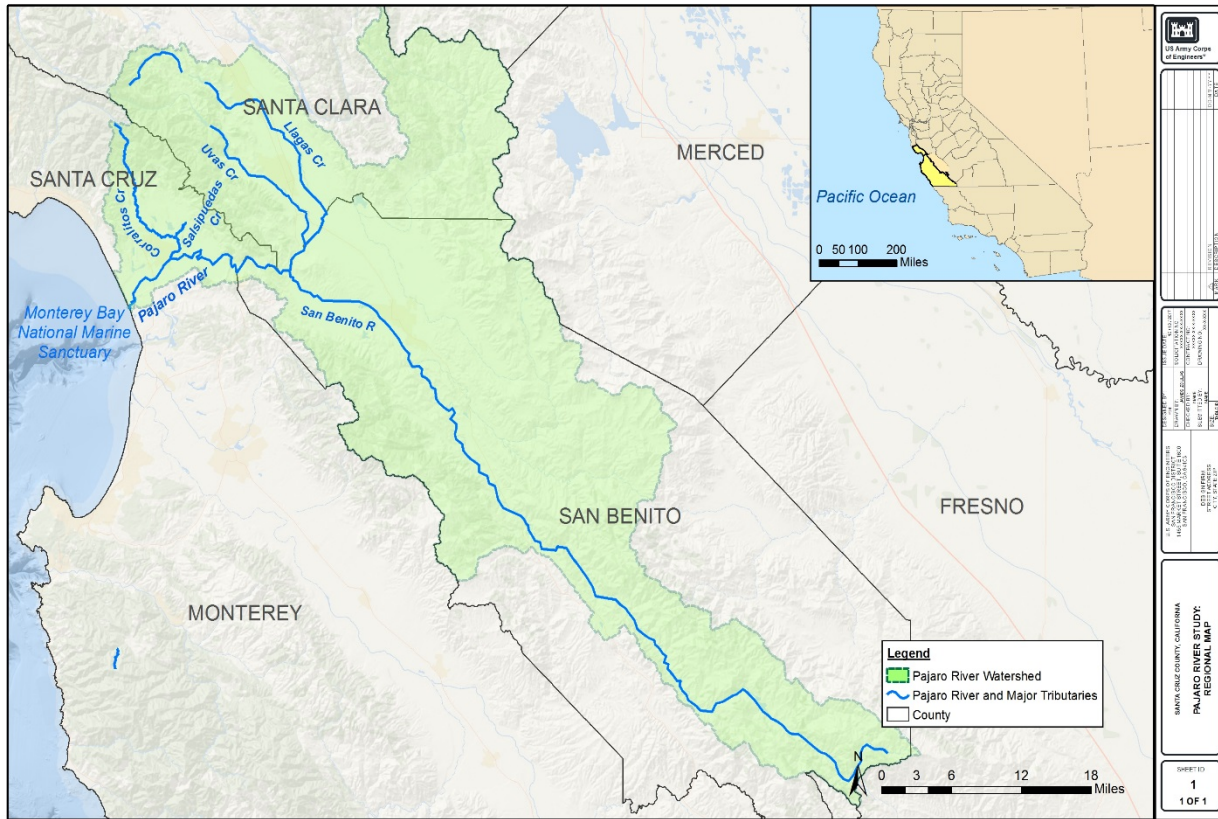 SANTA CLARA
Llagas Cr
Uvas Cr
MERCED
SANTA CRUZ
Corralitos Cr
Salsipuedas
Cr
Pajaro River
Monterey Bay
National Marine
Sanctuary
San Benito R
SAN BENITO
FRESNO
MONTEREY
Pacific Ocean
0 50 100 200
Miles
Legend
Pajaro River Watershed
Pajaro River and Major Tributaries
County
N
0 3 6 12 18
Miles
US Army Corps
of Engineers®
SANTA CRUZ COUNTY, CALIFORNIA
PAJARO RIVER STUDY:
REGIONAL MAP
SHEET ID
1
1 OF 1